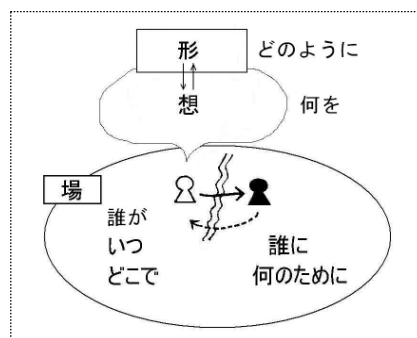 形 どのように
想 何を
場
誰が
いつ
どこで
誰に
何のために